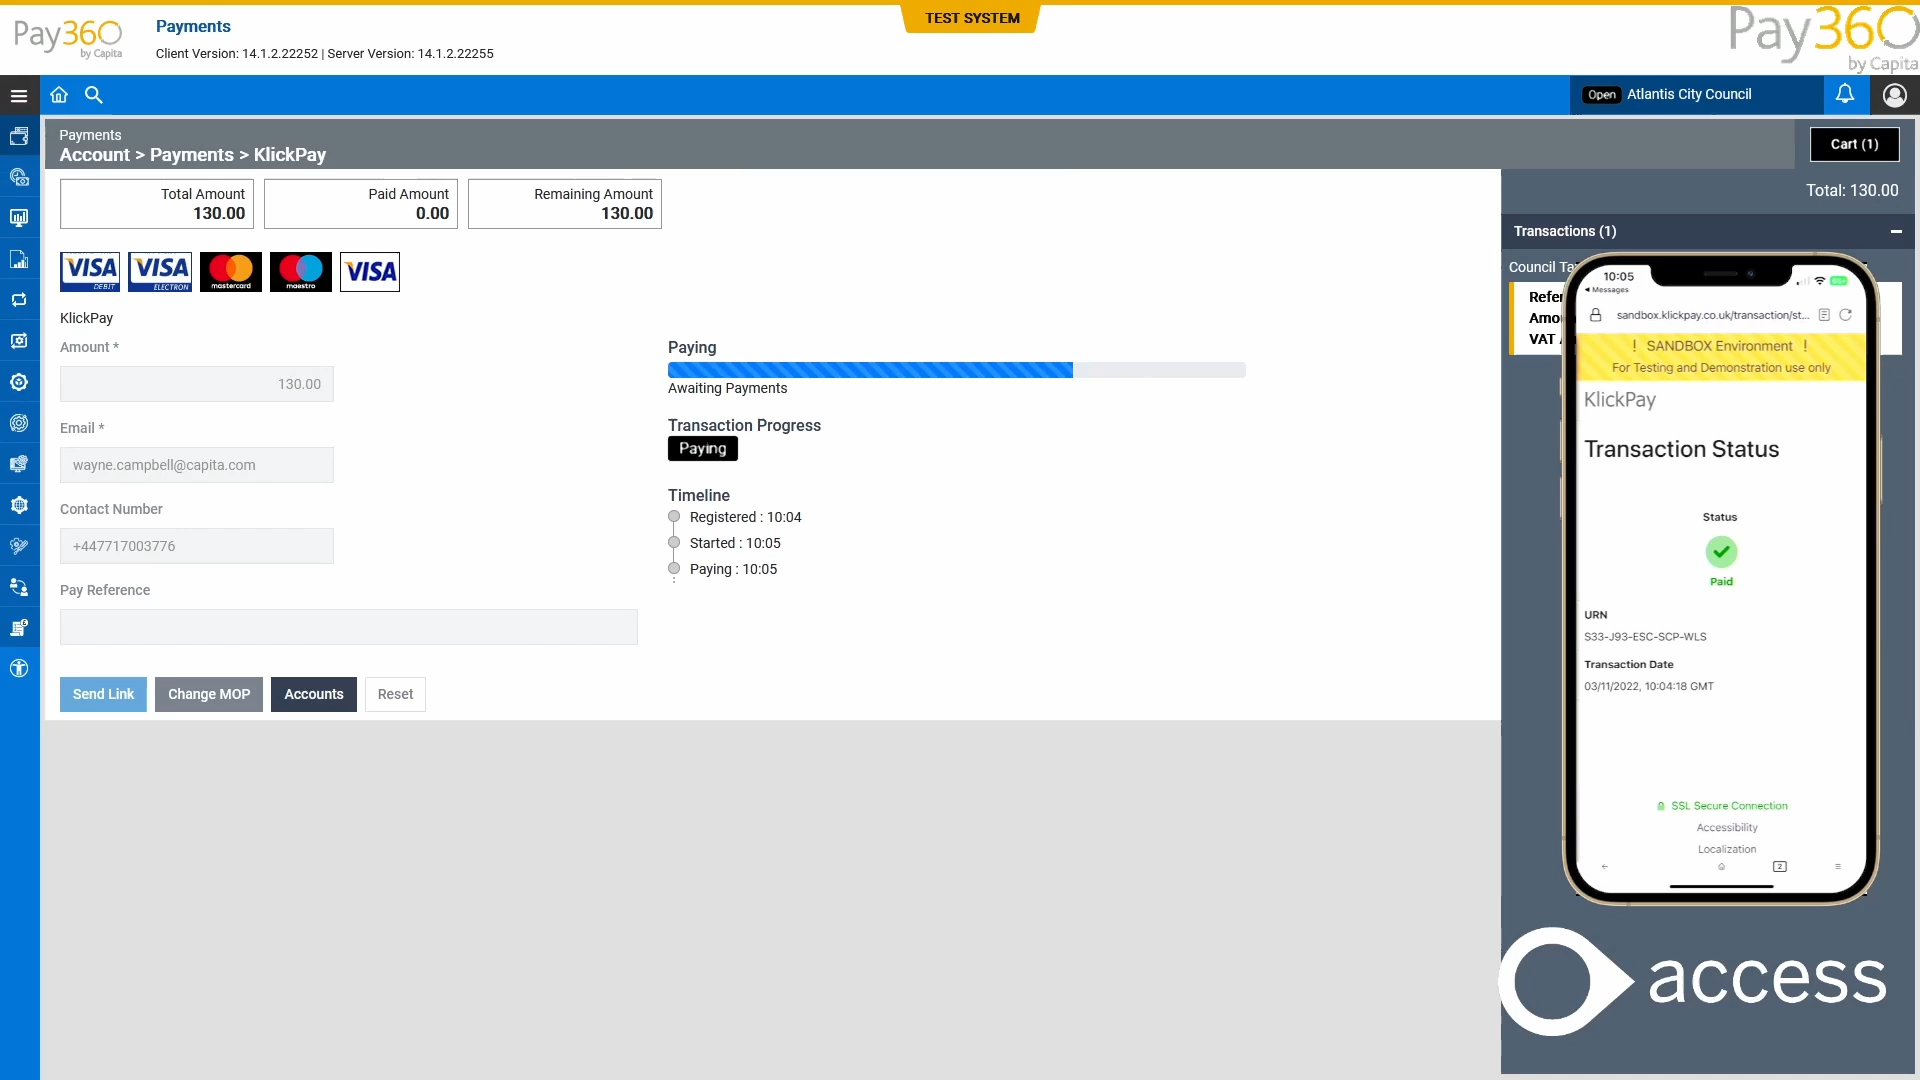 Pay360
by Capita
Payments
Client Version: 14.1.2.22252 | Server Version: 14.1.2.22255
TEST SYSTEM
Pay360
by Capita
Open Atlantis City Council
Payments
Account > Payments > KlickPay
Cart (1)
Total Amount
130.00
Paid Amount
0.00
Remaining Amount
130.00
Total: 130.00
Transactions (1)
VISA
DEBIT
VISA
ELECTRON
mastercard
maestro
VISA
KlickPay
Amount *
130.00
Email *
wayne.campbell@capita.com
Contact Number
+447717003776
Pay Reference
Send Link
Change MOP
Accounts
Reset
Paying
Awaiting Payments
Transaction Progress
Paying
Timeline
Registered : 10:04
Started : 10:05
Paying : 10:05
Council Ta
Refer
Amo
VAT
10:05
Messages
sandbox.klickpay.co.uk/transaction/st...
! SANDBOX Environment !
For Testing and Demonstration use only
KlickPay
Transaction Status
Status
Paid
URN
S33-J93-ESC-SCP-WLS
Transaction Date
03/11/2022, 10:04:18 GMT
SSL Secure Connection
Accessibility
Localization
2
access